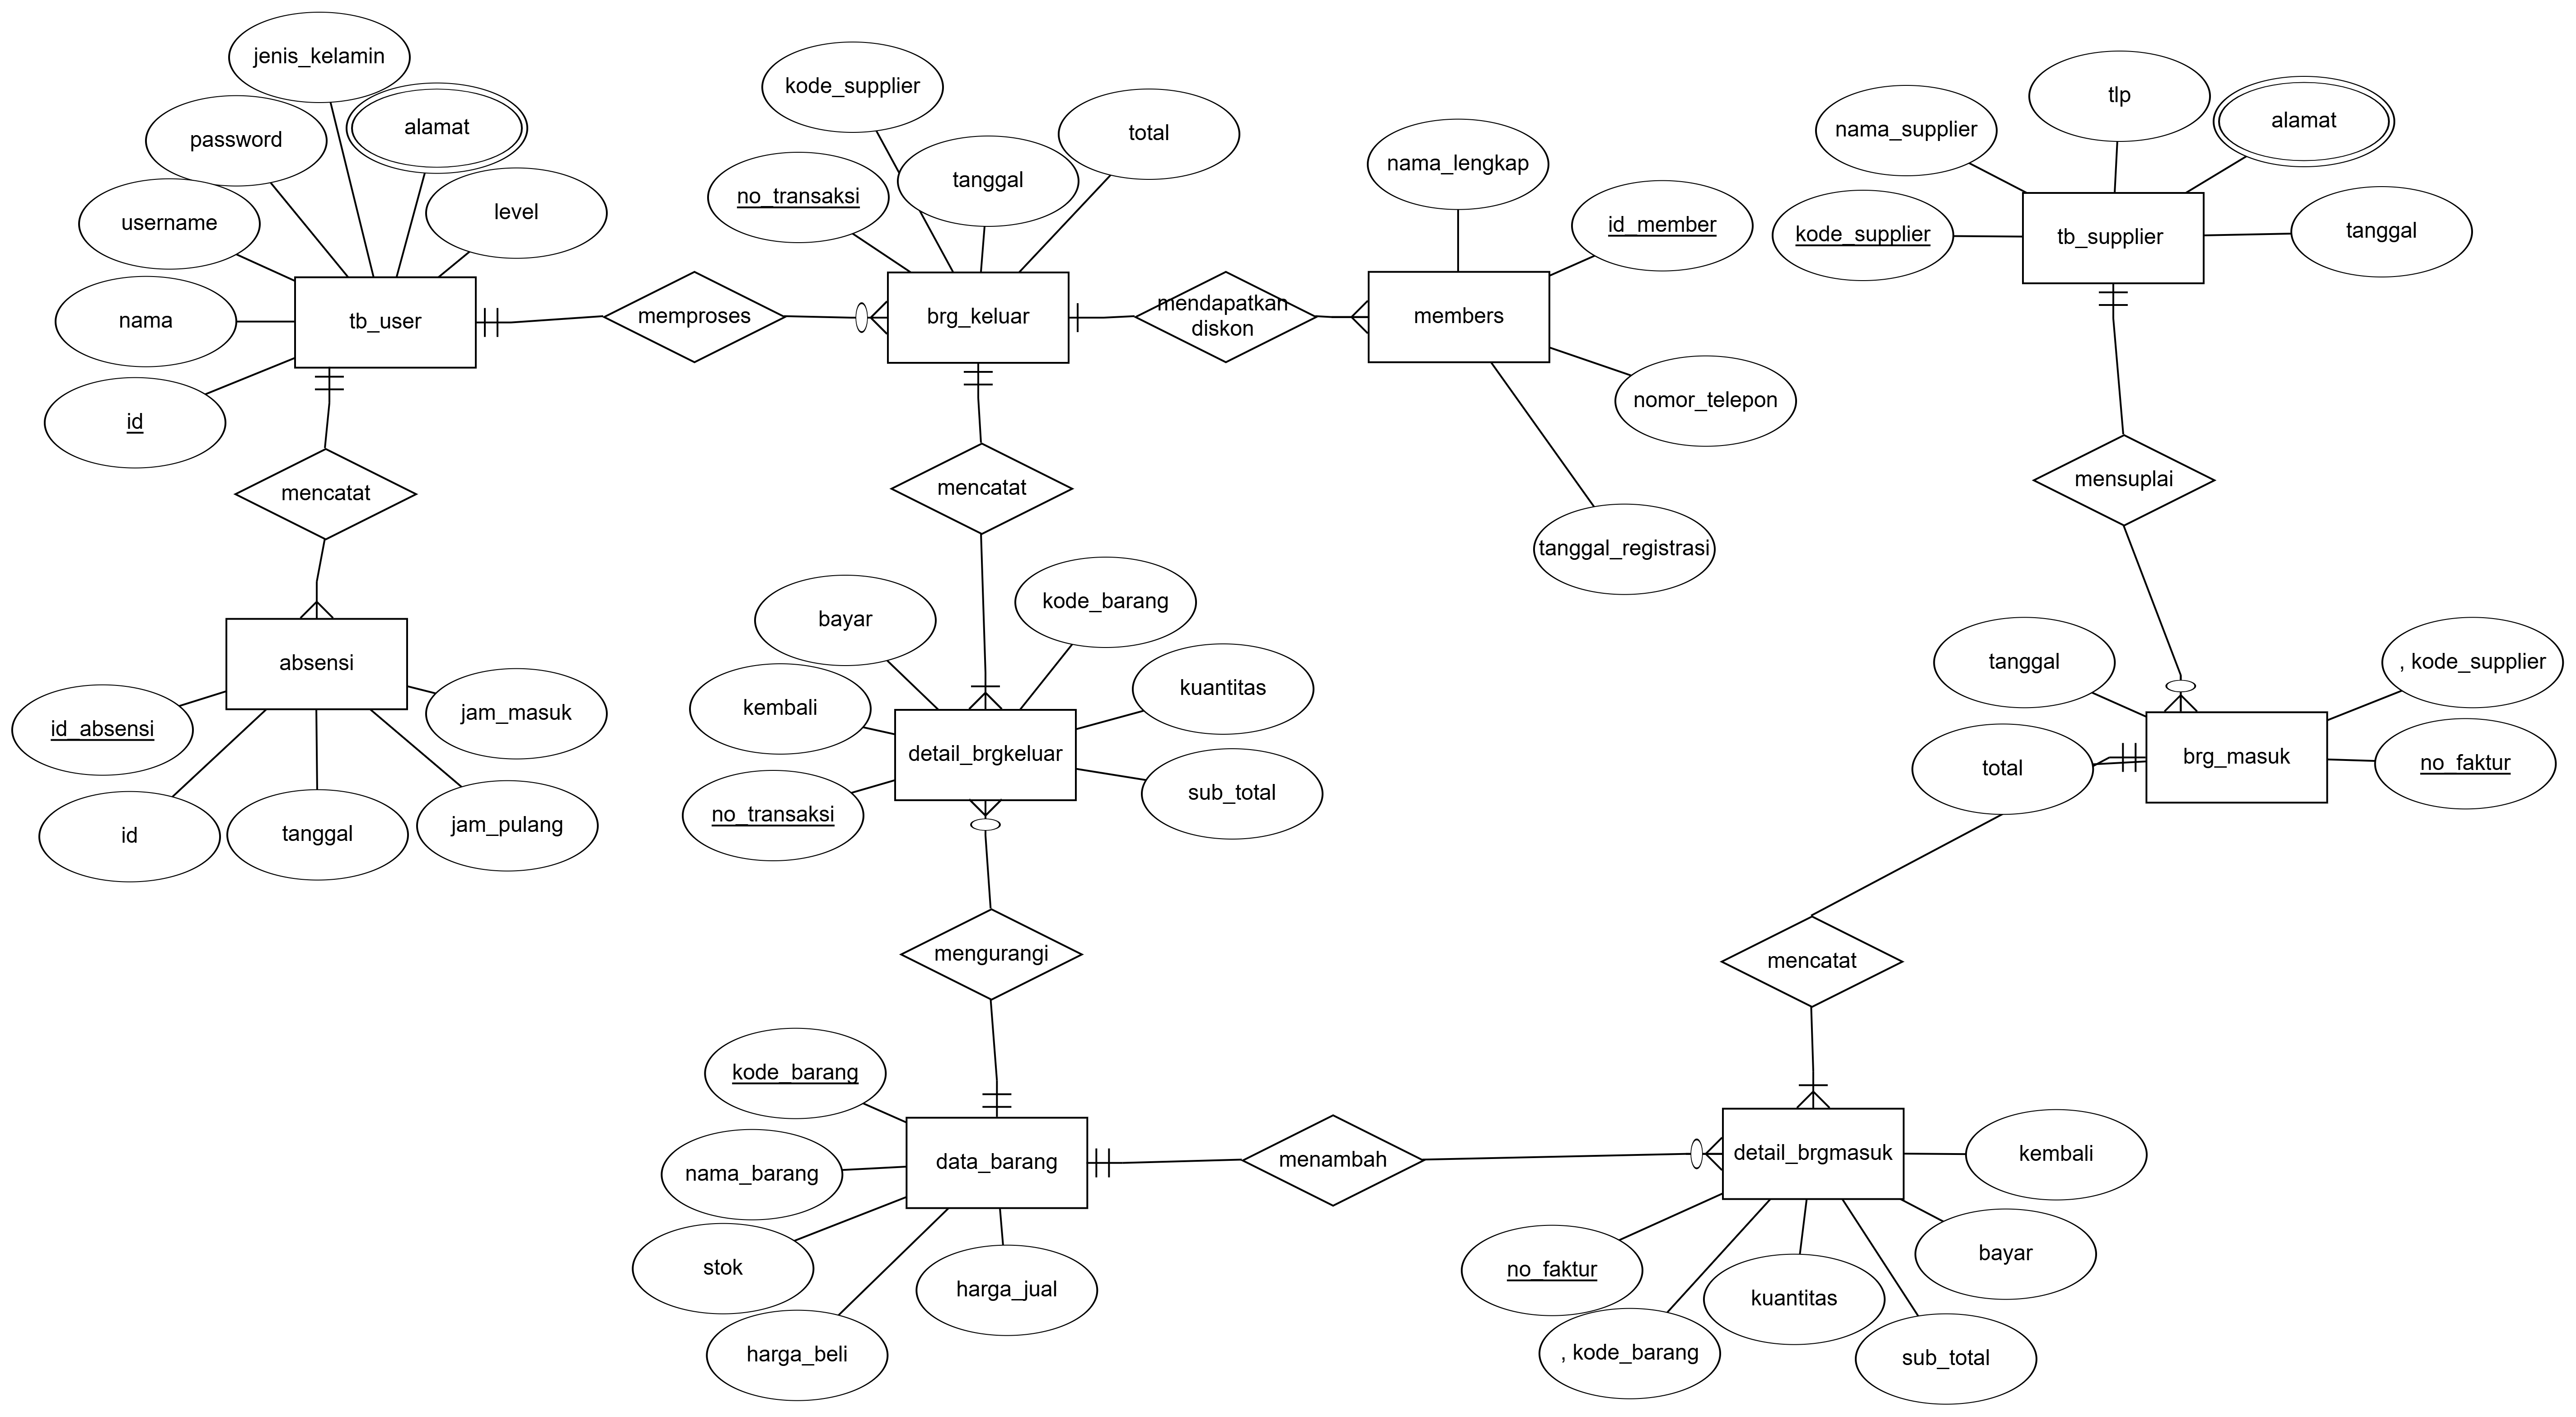 jenis_kelamin
alamat
password
level
username
nama
tb_user
id
memproses
kode_supplier
total
tanggal
no_transaksi
brg_keluar
mendapatkan
diskon
nama_lengkap
id_member
members
nomor_telepon
tanggal_registrasi
tlp
nama_supplier
alamat
kode_supplier
tb_supplier
tanggal
mencatat
mencatat
mensuplai
absensi
id_absensi
jam_masuk
id
tanggal
jam_pulang
bayar
kode_barang
kembali
kuantitas
detail_brgkeluar
no_transaksi
sub_total
tanggal
, kode_supplier
total
brg_masuk
no_faktur
mengurangi
mencatat
kode_barang
nama_barang
data_barang
stok
harga_jual
harga_beli
menambah
detail_brgmasuk
kembali
no_faktur
bayar
kuantitas
, kode_barang
sub_total